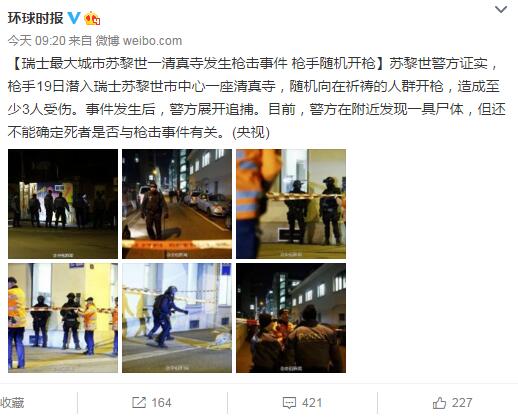 环球时报
今天 09:20 来自 微博 weibo.com
【瑞士最大城市苏黎世一清真寺发生枪击事件 枪手随机开枪】苏黎世警方证实，
枪手19日潜入瑞士苏黎世市中心一座清真寺，随机向在祈祷的人群开枪，造成至
少3人受伤。事件发生后，警方展开追捕。目前，警方在附近发现一具尸体，但还
不能确定死者是否与枪击事件有关。(央视)
收藏 164 421 227